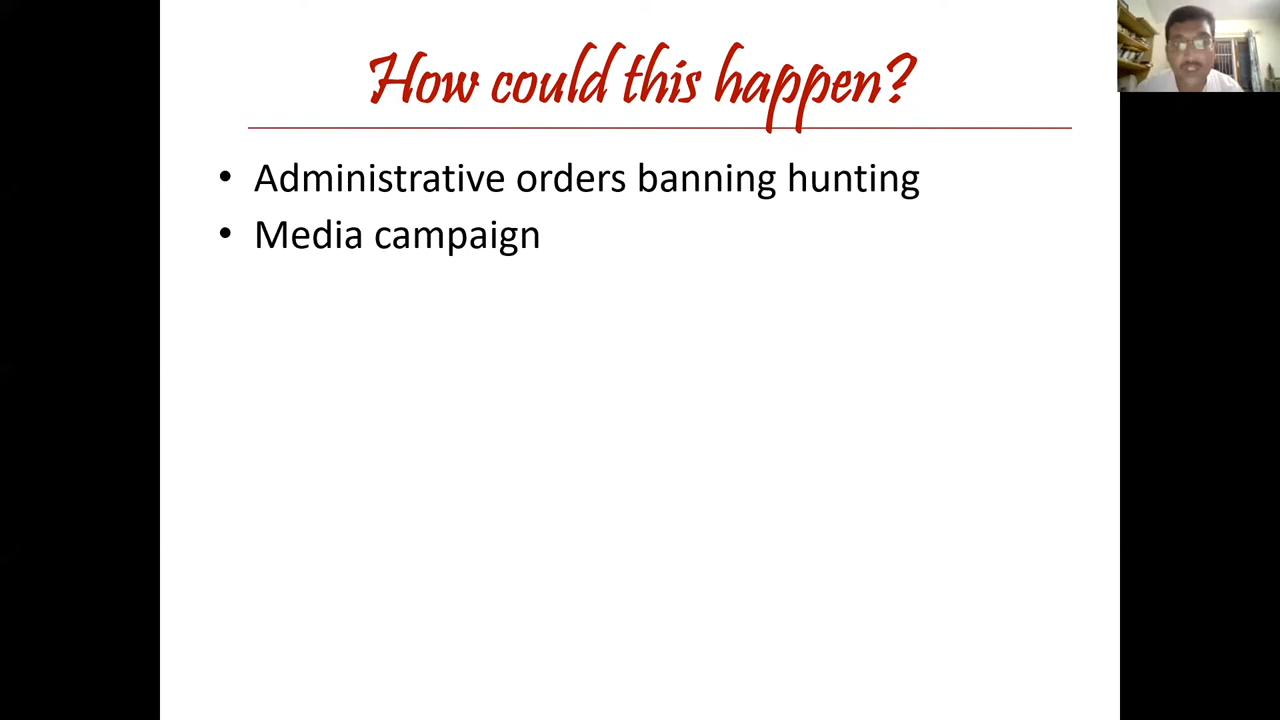 How could this happen?
• Administrative orders banning hunting
• Media campaign